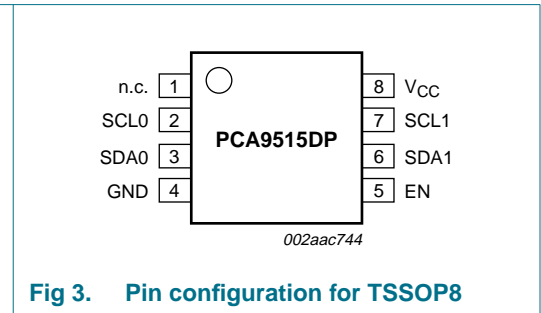 n.c. 1 8 VCC
SCL0 2 7 SCL1
PCA9515DP
SDA0 3 6 SDA1
GND 4 5 EN
002aac744
Fig 3. Pin configuration for TSSOP8